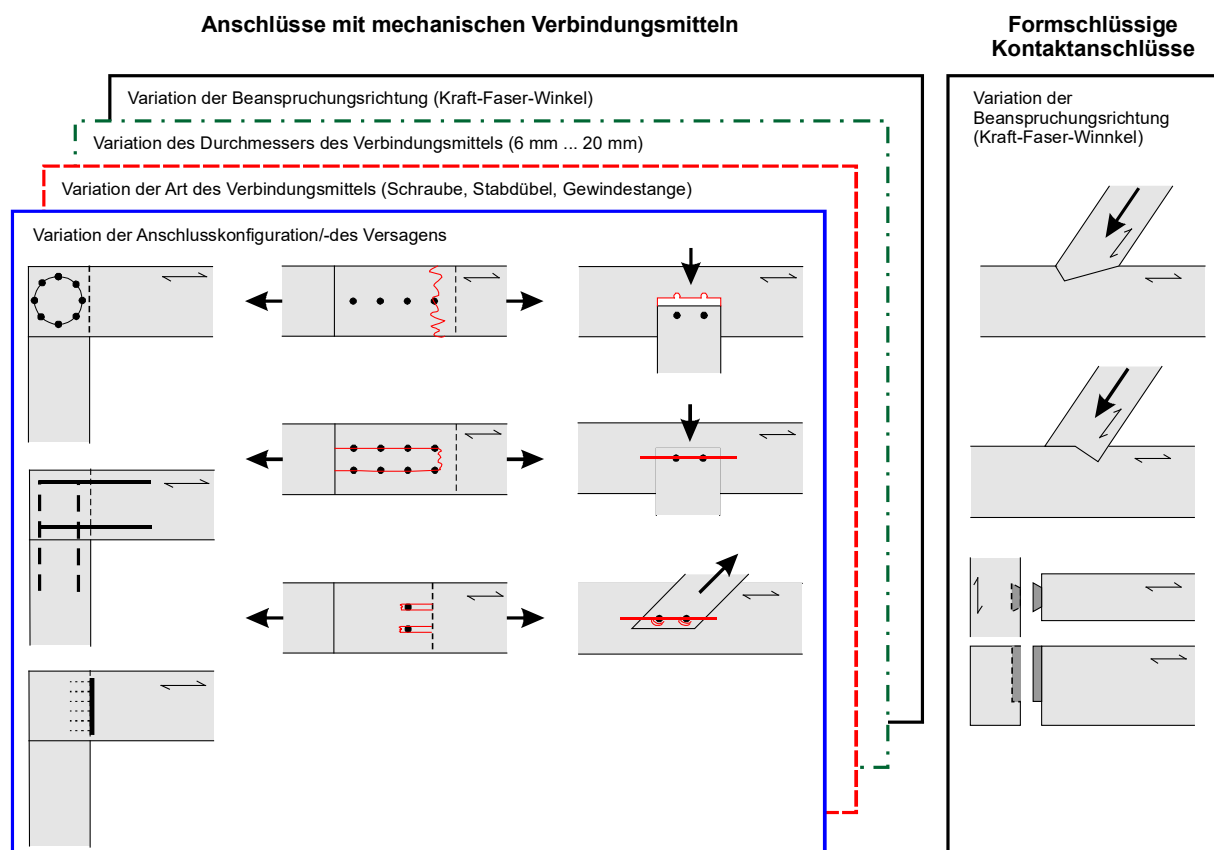 Anschlüsse mit mechanischen Verbindungsmitteln
Formschlüssige
Kontaktanschlüsse
Variation der Beanspruchungsrichtung (Kraft-Faser-Winkel)
Variation des Durchmessers des Verbindungsmittels (6 mm ... 20 mm)
Variation der Art des Verbindungsmittels (Schraube, Stabdübel, Gewindestange)
Variation der Anschlusskonfiguration/-des Versagens
Variation der
Beanspruchungsrichtung
(Kraft-Faser-Winnkel)